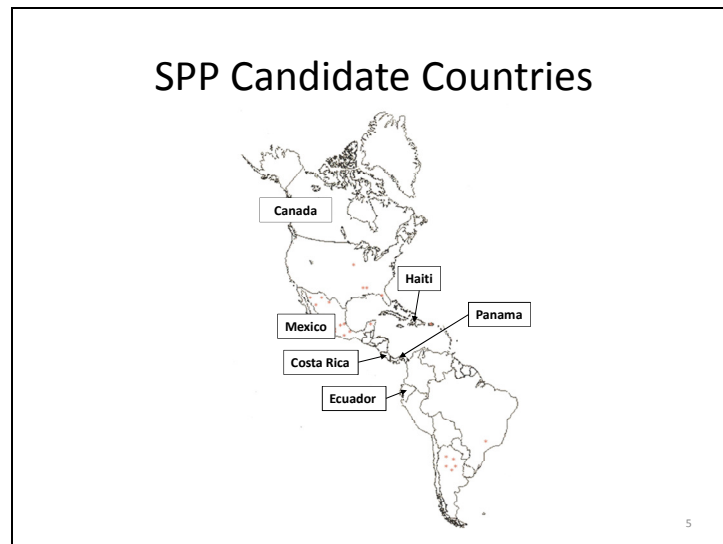 SPP Candidate Countries
Canada
Haiti
Panama
Mexico
Costa Rica
Ecuador
5